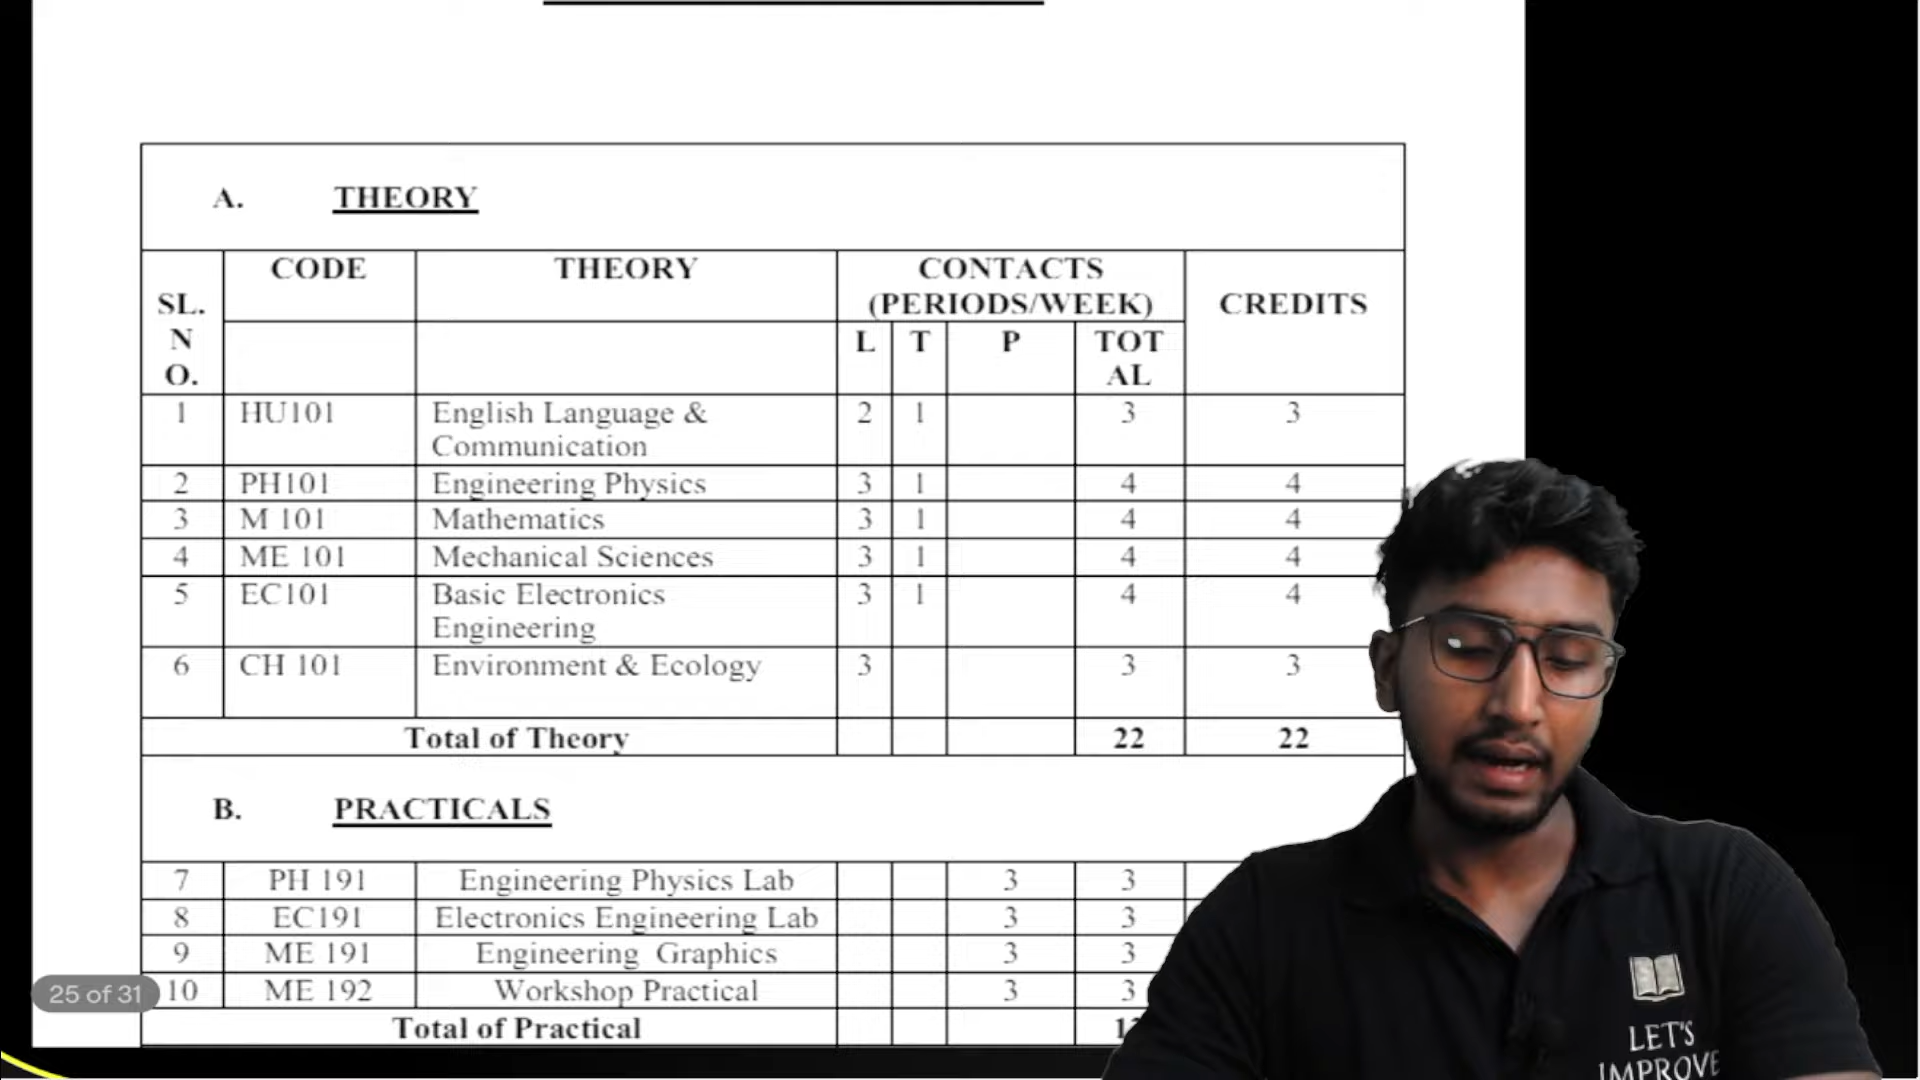 A. THEORY
SL. N O. CODE THEORY CONTACTS (PERIODS/WEEK) CREDITS
L T P TOT AL
1 HU101 English Language & Communication 2 1 3 3
2 PH101 Engineering Physics 3 1 4 4
3 M 101 Mathematics 3 1 4 4
4 ME 101 Mechanical Sciences 3 1 4 4
5 EC101 Basic Electronics Engineering 3 1 4 4
6 CH 101 Environment & Ecology 3 3 3
Total of Theory 22 22
B. PRACTICALS
7 PH 191 Engineering Physics Lab 3 3
8 EC191 Electronics Engineering Lab 3 3
9 ME 191 Engineering Graphics 3 3
10 ME 192 Workshop Practical 3 3
Total of Practical
25 of 31
LET'S
IMPROVE